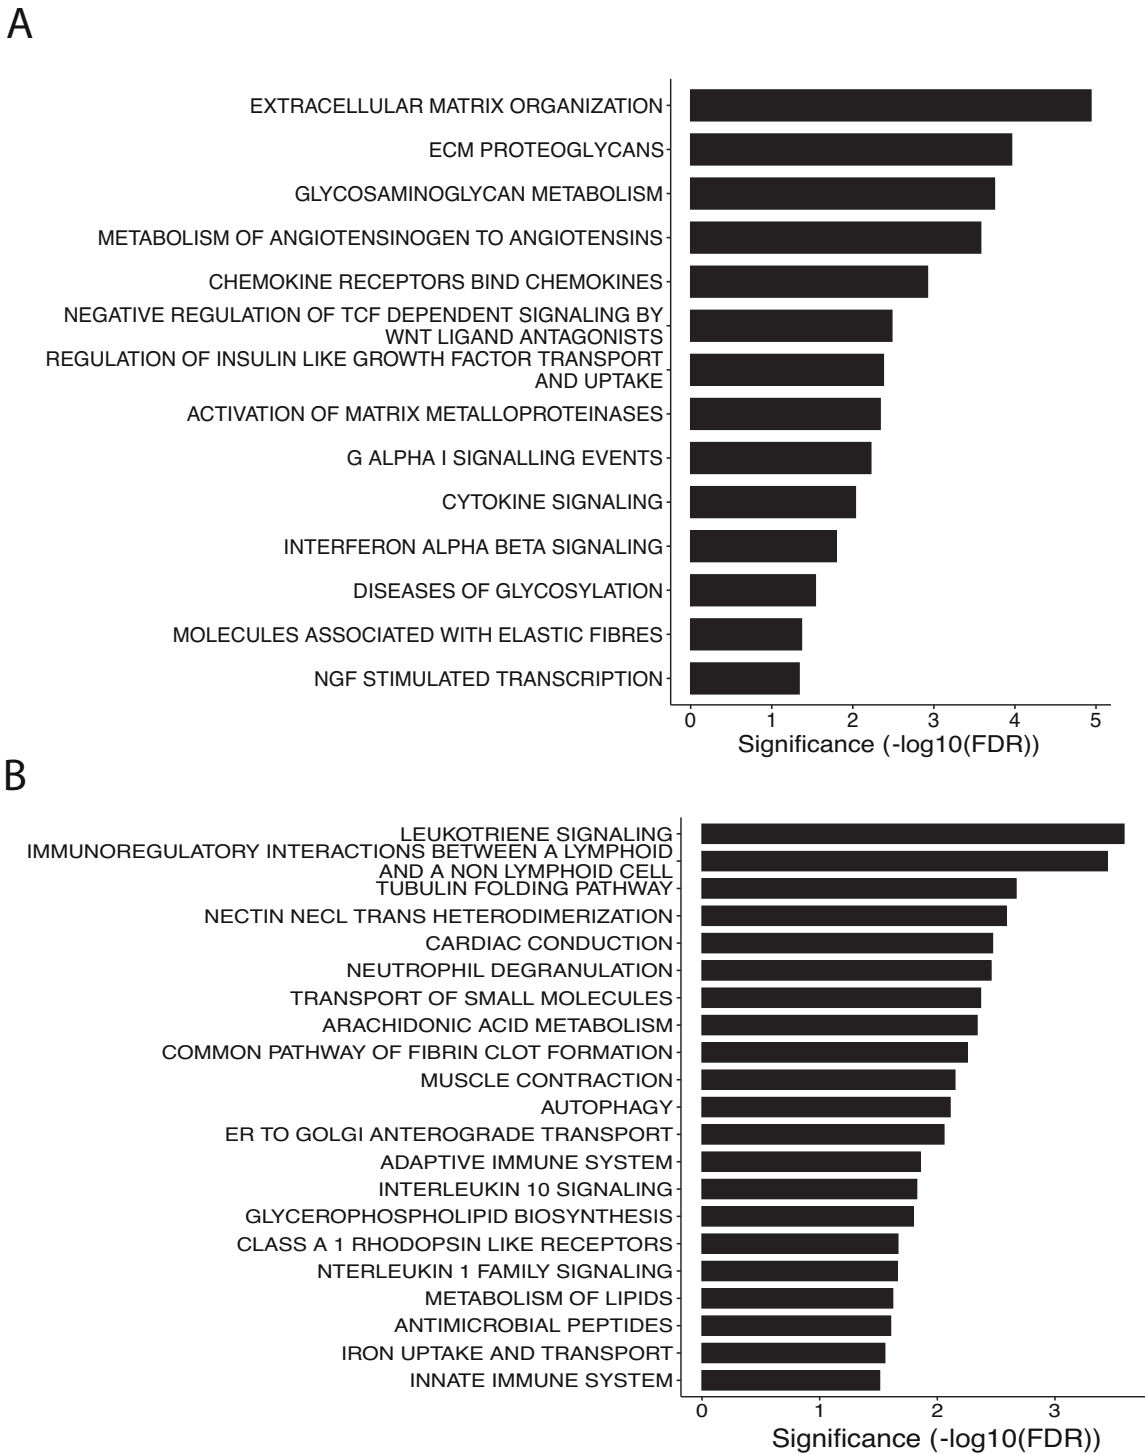 A
EXTRACELLULAR MATRIX ORGANIZATION
ECM PROTEOGLYCANS
GLYCOSAMINOGLYCAN METABOLISM
METABOLISM OF ANGIOTENSINOGEN TO ANGIOTENSINS
CHEMOKINE RECEPTORS BIND CHEMOKINES
NEGATIVE REGULATION OF TCF DEPENDENT SIGNALING BY
WNT LIGAND ANTAGONISTS
REGULATION OF INSULIN LIKE GROWTH FACTOR TRANSPORT
AND UPTAKE
ACTIVATION OF MATRIX METALLOPROTEINASES
G ALPHA I SIGNALLING EVENTS
CYTOKINE SIGNALING
INTERFERON ALPHA BETA SIGNALING
DISEASES OF GLYCOSYLATION
MOLECULES ASSOCIATED WITH ELASTIC FIBRES
NGF STIMULATED TRANSCRIPTION
0 1 2 3 4 5
Significance (-log10(FDR))
B
LEUKOTRIENE SIGNALING
IMMUNOREGULATORY INTERACTIONS BETWEEN A LYMPHOID
AND A NON LYMPHOID CELL
TUBULIN FOLDING PATHWAY
NECTIN NECL TRANS HETERODIMERIZATION
CARDIAC CONDUCTION
NEUTROPHIL DEGRANULATION
TRANSPORT OF SMALL MOLECULES
ARACHIDONIC ACID METABOLISM
COMMON PATHWAY OF FIBRIN CLOT FORMATION
MUSCLE CONTRACTION
AUTOPHAGY
ER TO GOLGI ANTEROGRADE TRANSPORT
ADAPTIVE IMMUNE SYSTEM
INTERLEUKIN 10 SIGNALING
GLYCEROPHOSPHOLIPID BIOSYNTHESIS
CLASS A 1 RHODOPSIN LIKE RECEPTORS
NTERLEUKIN 1 FAMILY SIGNALING
METABOLISM OF LIPIDS
ANTIMICROBIAL PEPTIDES
IRON UPTAKE AND TRANSPORT
INNATE IMMUNE SYSTEM
0 1 2 3
Significance (-log10(FDR))